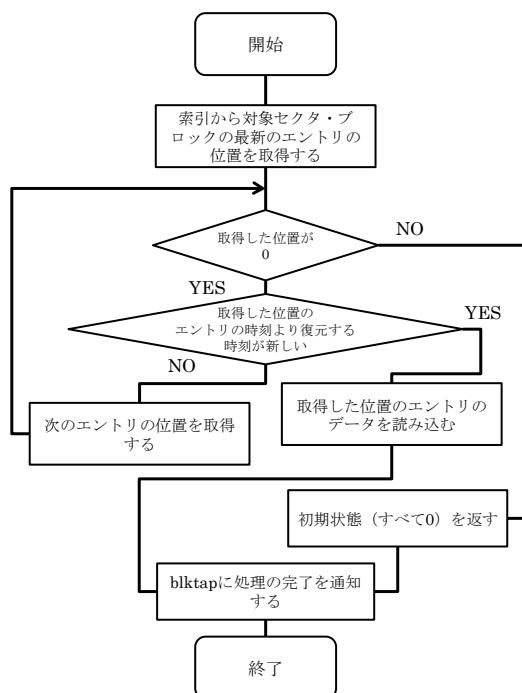 開始
索引から対象セクタ・ブ
ロックの最新のエントリの
位置を取得する
取得した位置が
0
NO
YES
取得した位置の
エントリの時刻より復元する
時刻が新しい
YES
NO
次のエントリの位置を取得
する
取得した位置のエントリの
データを読み込む
初期状態（すべて0）を返す
blktapに処理の完了を通知
する
終了